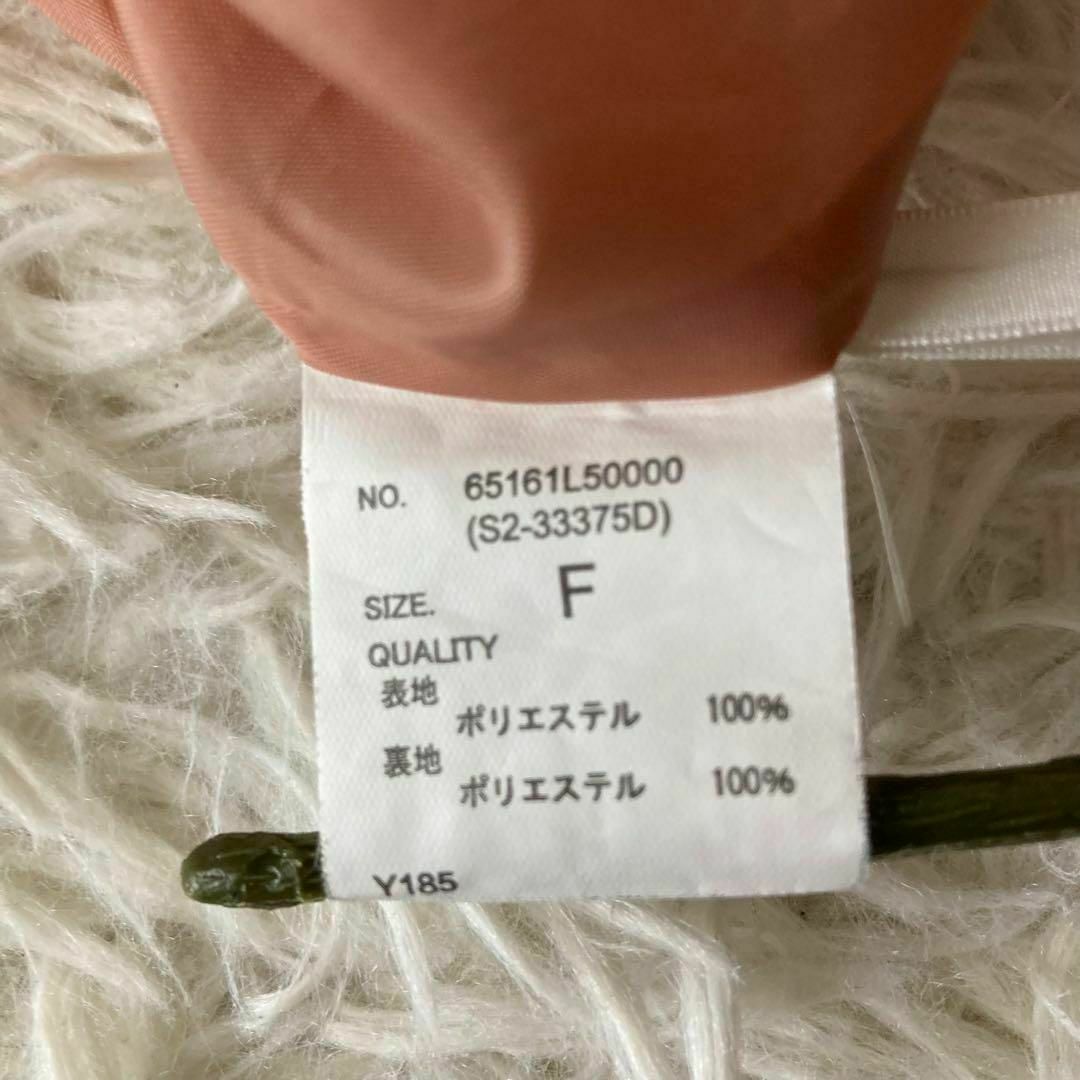 NO. 65161L50000
(S2-33375D)
SIZE. F
QUALITY
表地
ポリエステル 100%
裏地
ポリエステル 100%
Y185